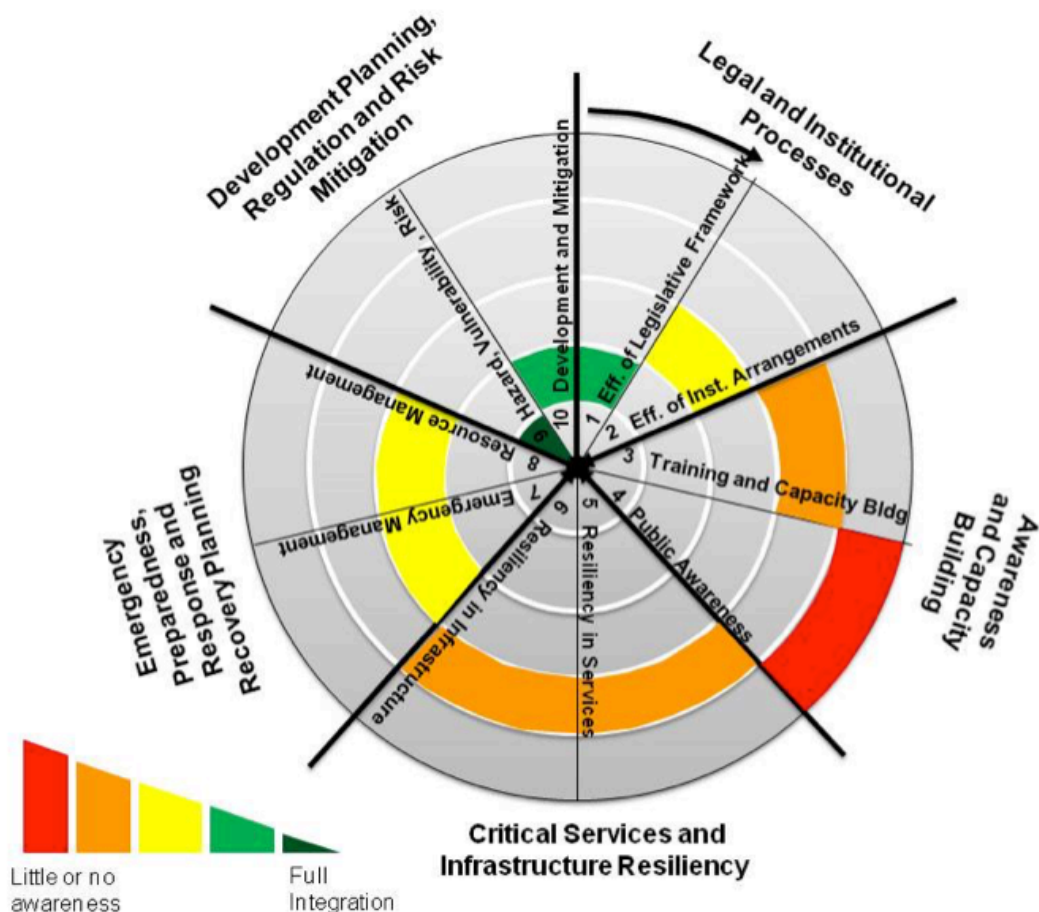 Development Planning,
Regulation and Risk
Mitigation
Legal and Institutional
Processes
Hazard, Vulnerability , Risk
Development and Mitigation
Eff. of Legislative Framework
Eff. of Inst. Arrangements
Training and Capacity Bldg
Public Awareness
Resiliency in Services
Resiliency in Infrastructure
Emergency Management
Resource Management
10
1
2
3
4
5
6
7
8
9
Awareness
and Capacity
Building
Emergency
Preparedness,
Response and
Recovery Planning
Critical Services and
Infrastructure Resiliency
Little or no
awareness
Full
Integration